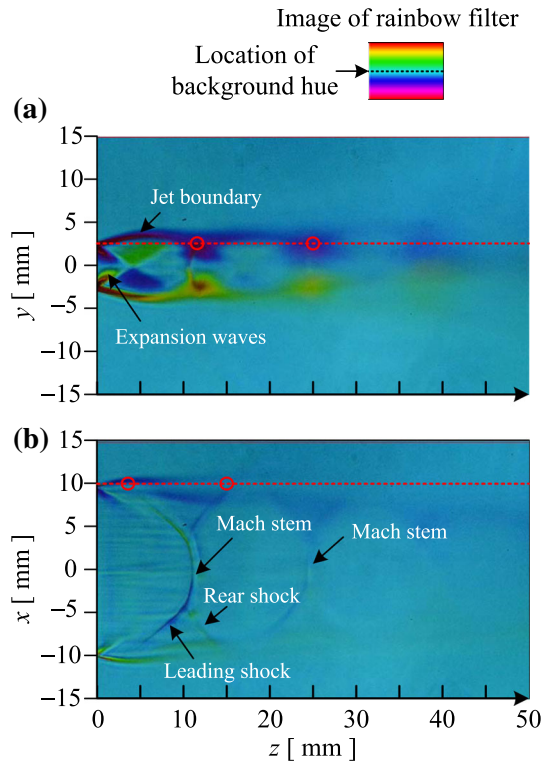 Image of rainbow filter
Location of
background hue
(a)
15
10
5
0
−5
−10
−15
y [ mm ]
Jet boundary
Expansion waves
(b)
15
10
5
0
−5
−10
−15
x [ mm ]
Mach stem
Mach stem
Rear shock
Leading shock
0 10 20 30 40 50
z [ mm ]